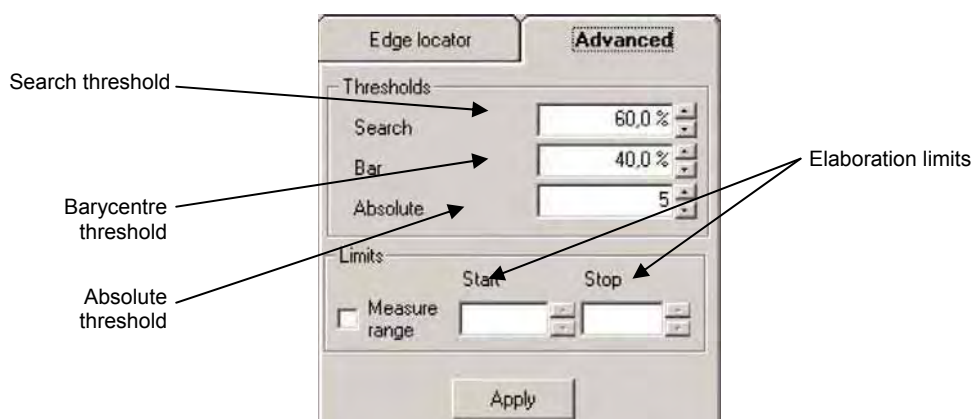 Edge locator
Advanced
Search threshold
Thresholds
Search
60,0 %
Bar
40,0 %
Elaboration limits
Barycentre
threshold
Absolute
5
Limits
Start
Stop
Absolute
threshold
Measure
range
Apply